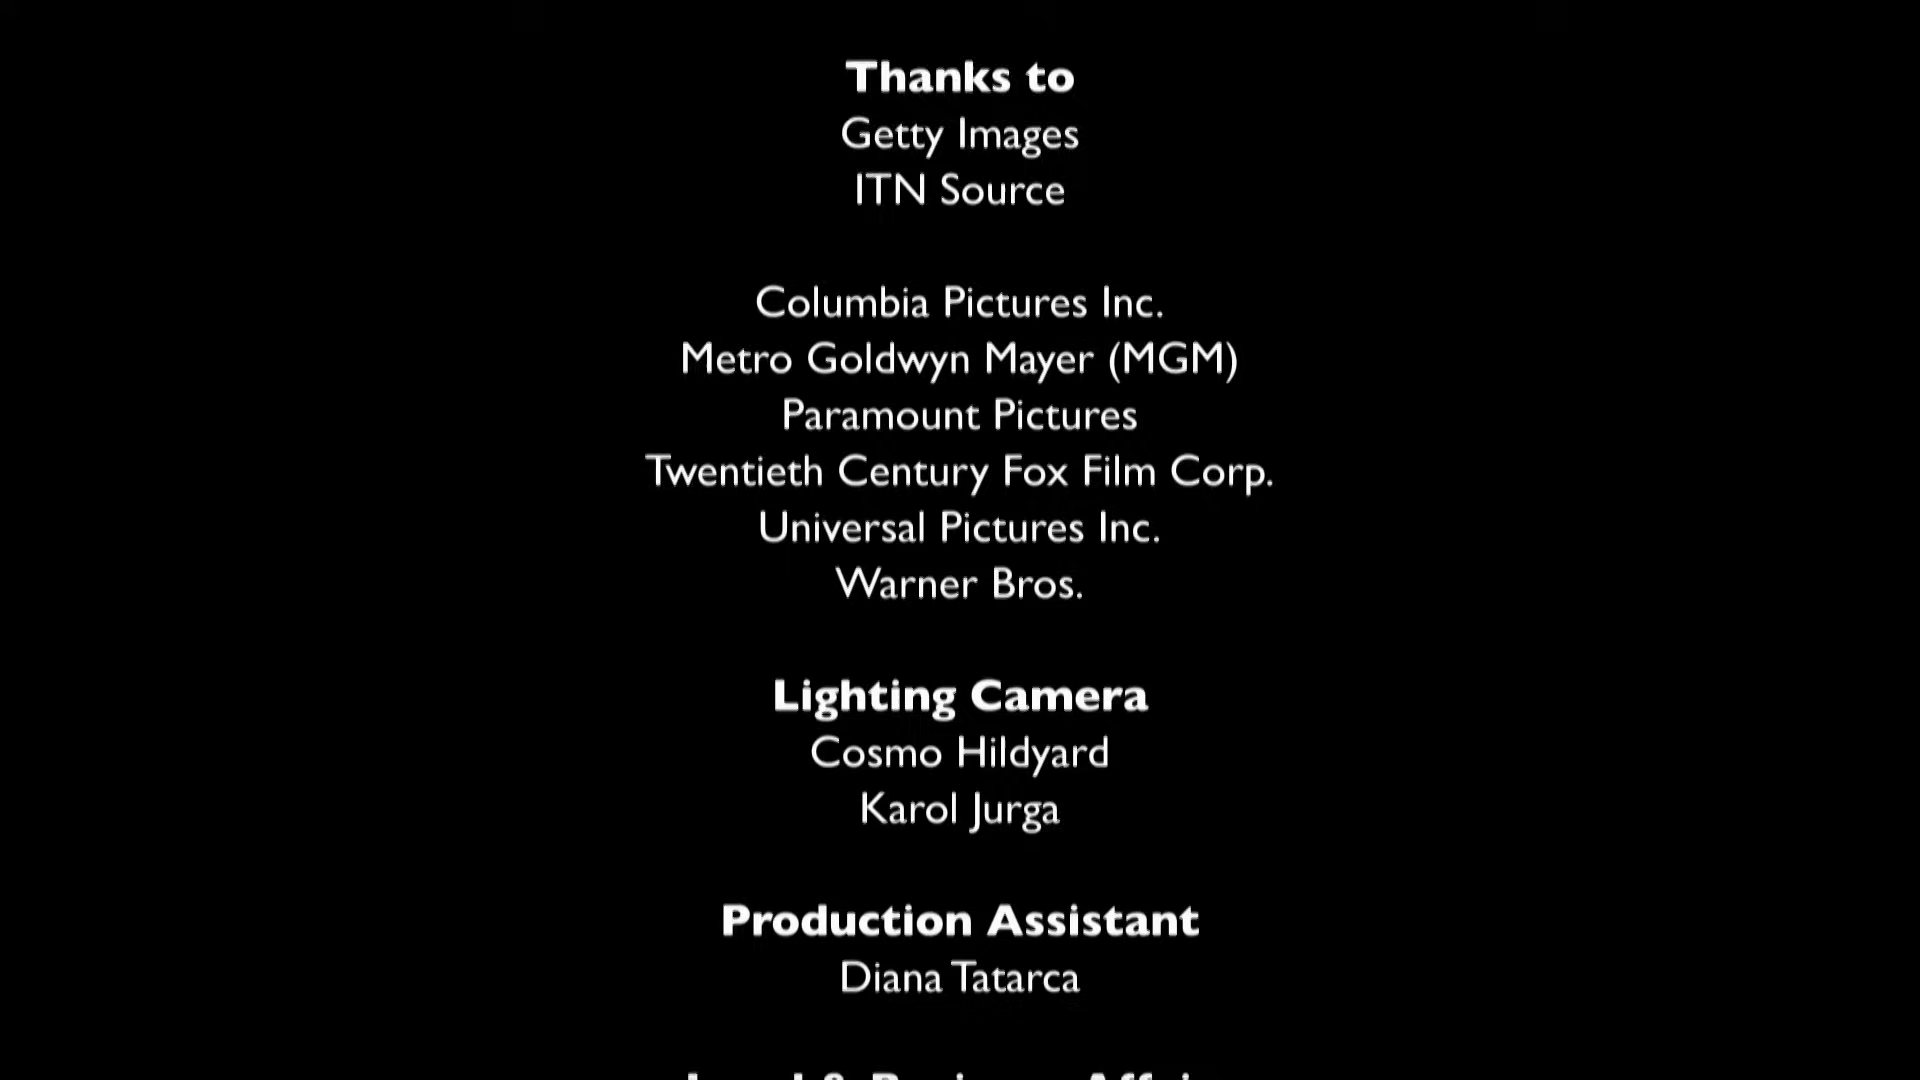 Thanks to
Getty Images
ITN Source
Columbia Pictures Inc.
Metro Goldwyn Mayer (MGM)
Paramount Pictures
Twentieth Century Fox Film Corp.
Universal Pictures Inc.
Warner Bros.
Lighting Camera
Cosmo Hildyard
Karol Jurga
Production Assistant
Diana Tatarca